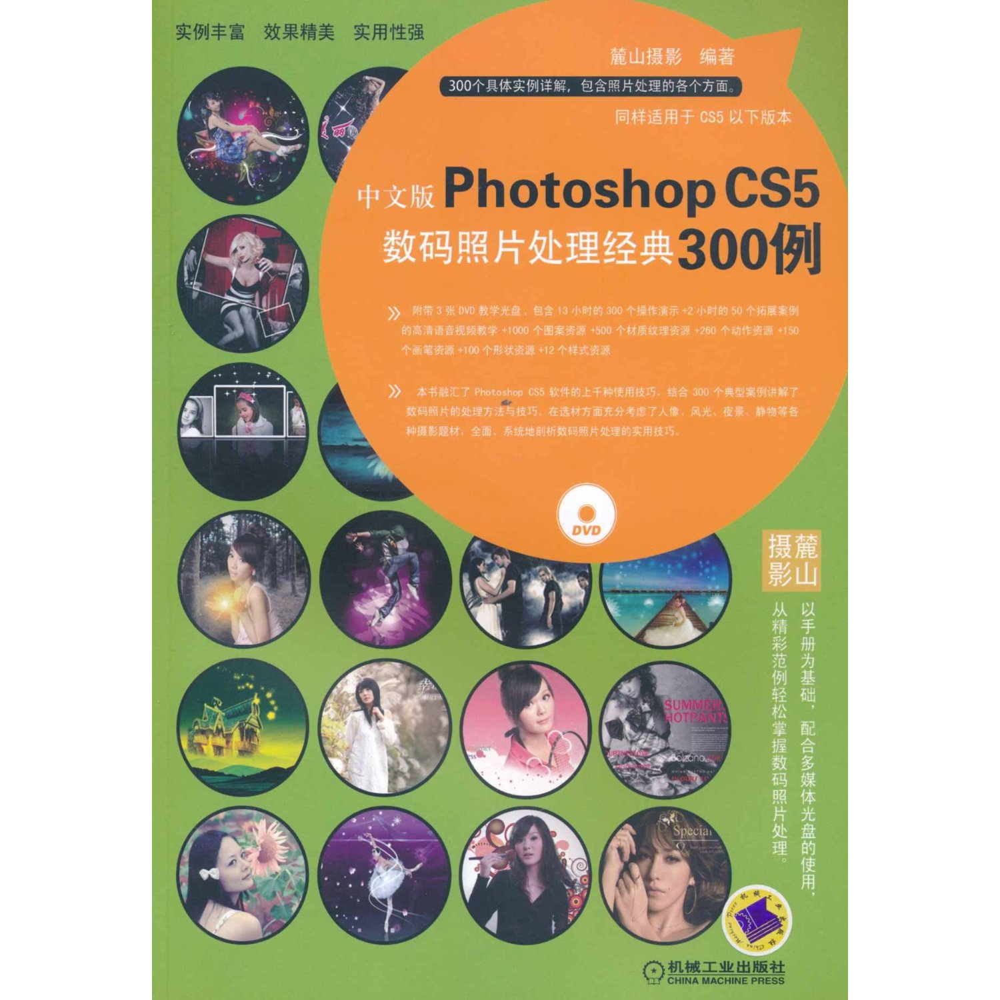 实例丰富 效果精美 实用性强
麓山摄影 编著
300个具体实例详解，包含照片处理的各个方面。
同样适用于 CS5 以下版本
中文版 Photoshop CS5
数码照片处理经典300例
» 附带 3 张 DVD 教学光盘，包含 13 小时的 300 个操作演示 +2 小时的 50 个拓展案例
的高清语音视频教学 +1000 个图案资源 +500 个材质纹理资源 +260 个动作资源 +150
个画笔资源 +100 个形状资源 +12 个样式资源
» 本书融汇了 Photoshop CS5 软件的上千种使用技巧，结合 300 个典型案例讲解了
数码照片的处理方法与技巧。在选材方面充分考虑了人像、风光、夜景、静物等各
种摄影题材，全面、系统地剖析数码照片处理的实用技巧。
DVD
麓山
摄影
以手册为基础，配合多媒体光盘的使用，
从精彩范例轻松掌握数码照片处理。
丽
幸
SUMMER
HOTPANTS
Bolzano
Special
机械工业出版社
China Machine Press
机械工业出版社
CHINA MACHINE PRESS